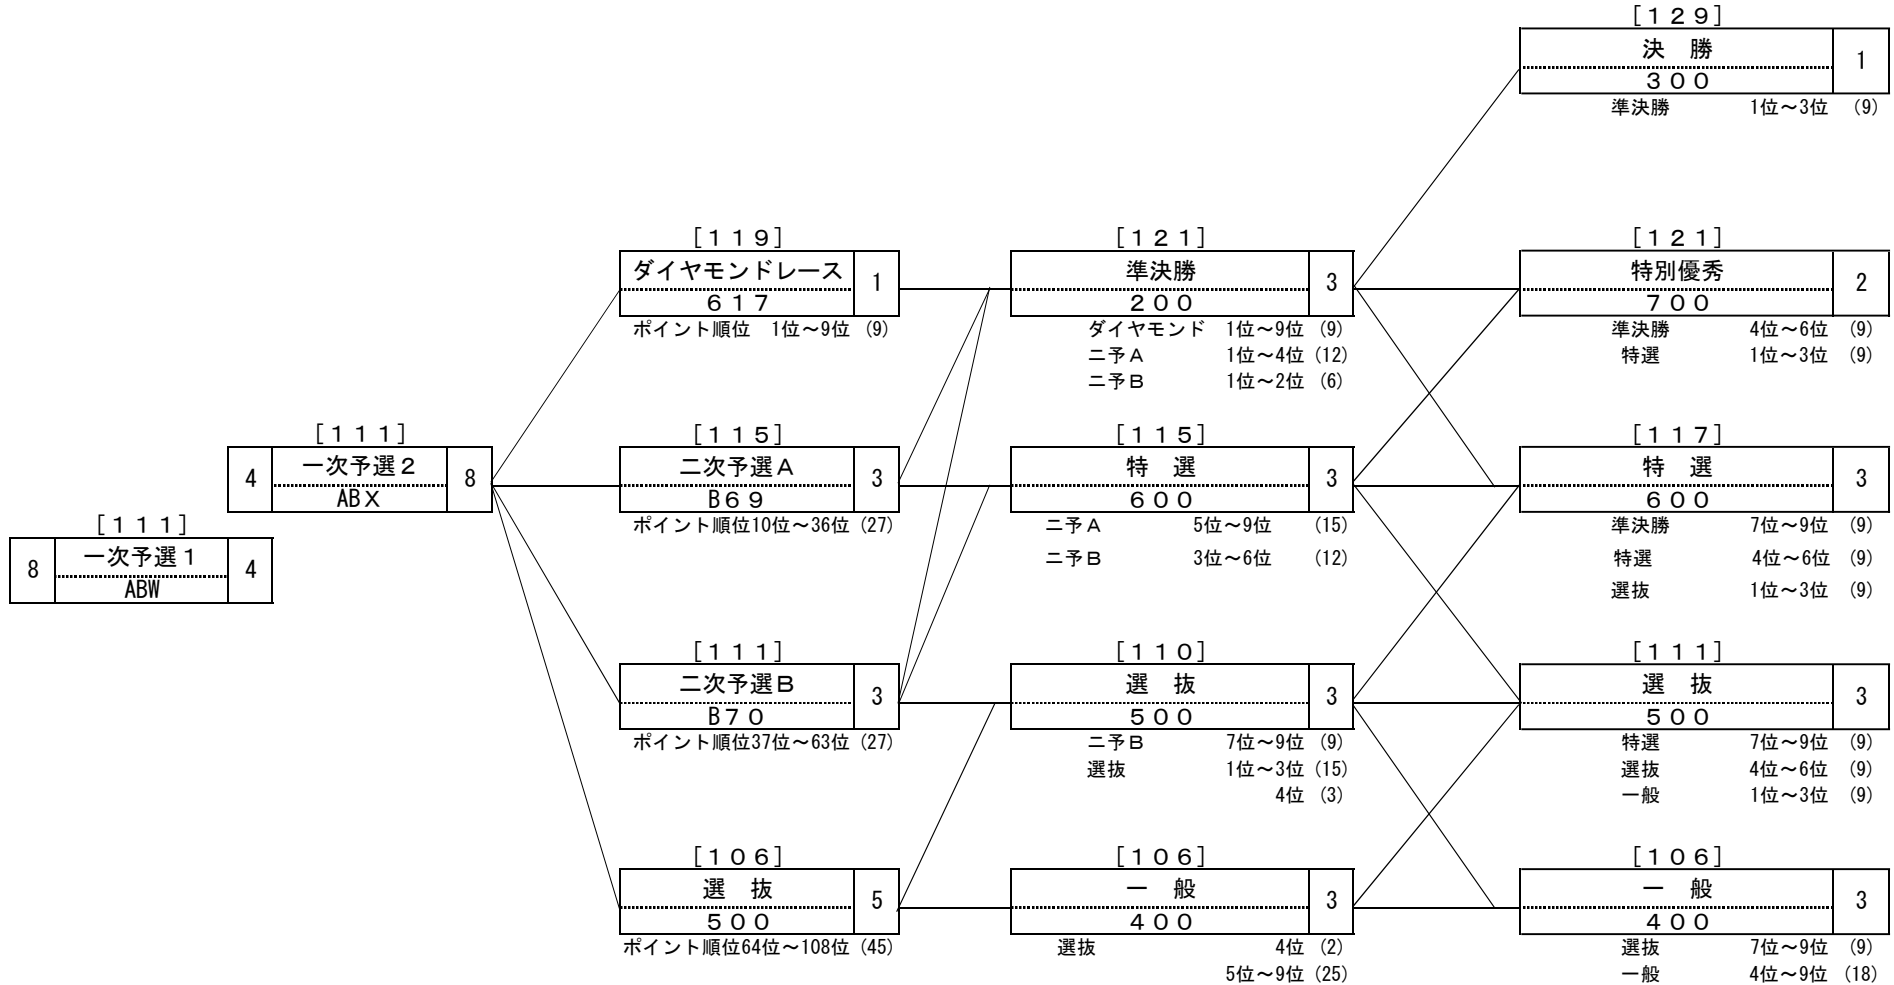 [１２９]
決　勝
1
３００
準決勝 1位～3位 (9)
[１１９]
ダイヤモンドレース
1
６１７
ポイント順位 1位～9位 (9)
[１２１]
準決勝
3
２００
ダイヤモンド 1位～9位 (9)
二予Ａ 1位～4位 (12)
二予Ｂ 1位～2位 (6)
[１２１]
特別優秀
2
７００
準決勝 4位～6位 (9)
特選 1位～3位 (9)
[１１１]
4
一次予選２
8
ABＸ
[１１１]
8
一次予選１
4
ABW
[１１５]
二次予選Ａ
3
B６９
ポイント順位10位～36位 (27)
[１１５]
特　選
3
６００
二予Ａ 5位～9位 (15)
二予Ｂ 3位～6位 (12)
[１１７]
特　選
3
６００
準決勝 7位～9位 (9)
特選 4位～6位 (9)
選抜 1位～3位 (9)
[１１１]
二次予選Ｂ
3
B７０
ポイント順位37位～63位 (27)
[１１０]
選　抜
3
５００
二予Ｂ 7位～9位 (9)
選抜 1位～3位 (15)
4位 (3)
[１１１]
選　抜
3
５００
特選 7位～9位 (9)
選抜 4位～6位 (9)
一般 1位～3位 (9)
[１０６]
選　抜
5
５００
ポイント順位64位～108位 (45)
[１０６]
一　般
3
４００
選抜 4位 (2)
5位～9位 (25)
[１０６]
一　般
3
４００
選抜 7位～9位 (9)
一般 4位～9位 (18)